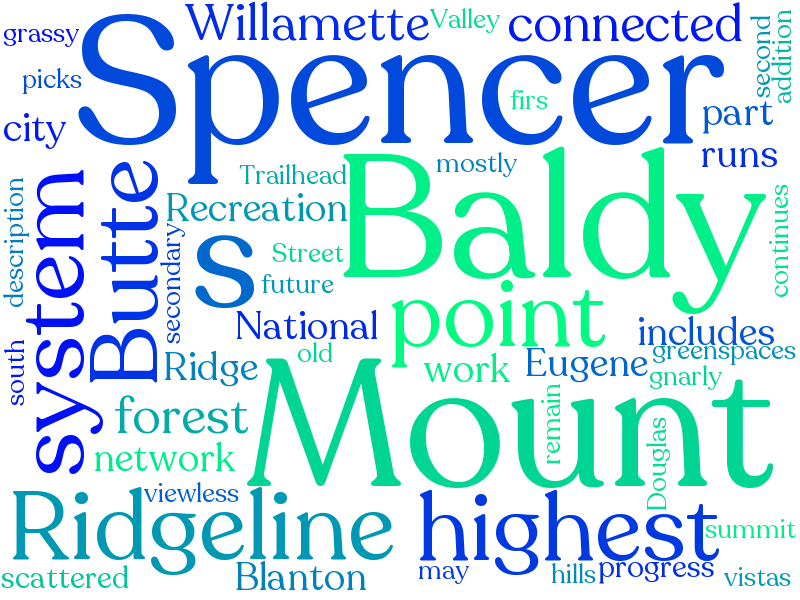 grassy
Willamette
Valley
connected
second
addition
picks
Spencer
firs
city
part
runs
mostly
Trailhead
Baldy
description
system
Butte
secondary
Recreation
s
Street
future
continues
point
National
includes
south
Ridge
old
work
Eugene
greenspaces
gnarly
forest
Mount
remain
Douglas
network
viewless
Ridgeline
highest
summit
scattered
Blanton
may
hills
progress
vistas